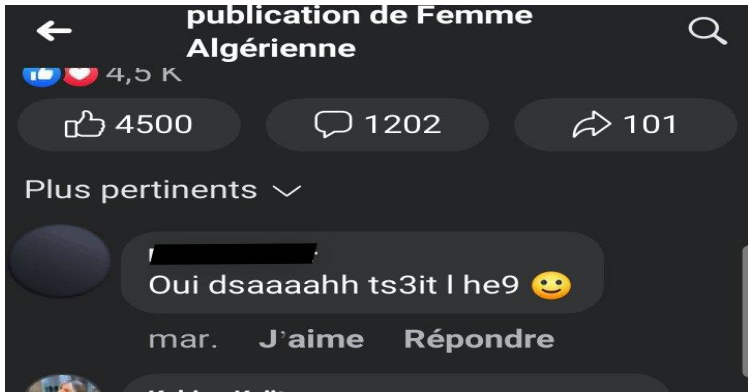 publication de Femme
Algérienne
4,5 K
4500 1202 101
Plus pertinents
Oui dsaaaahh ts3it l he9 🙂
mar. J'aime Répondre